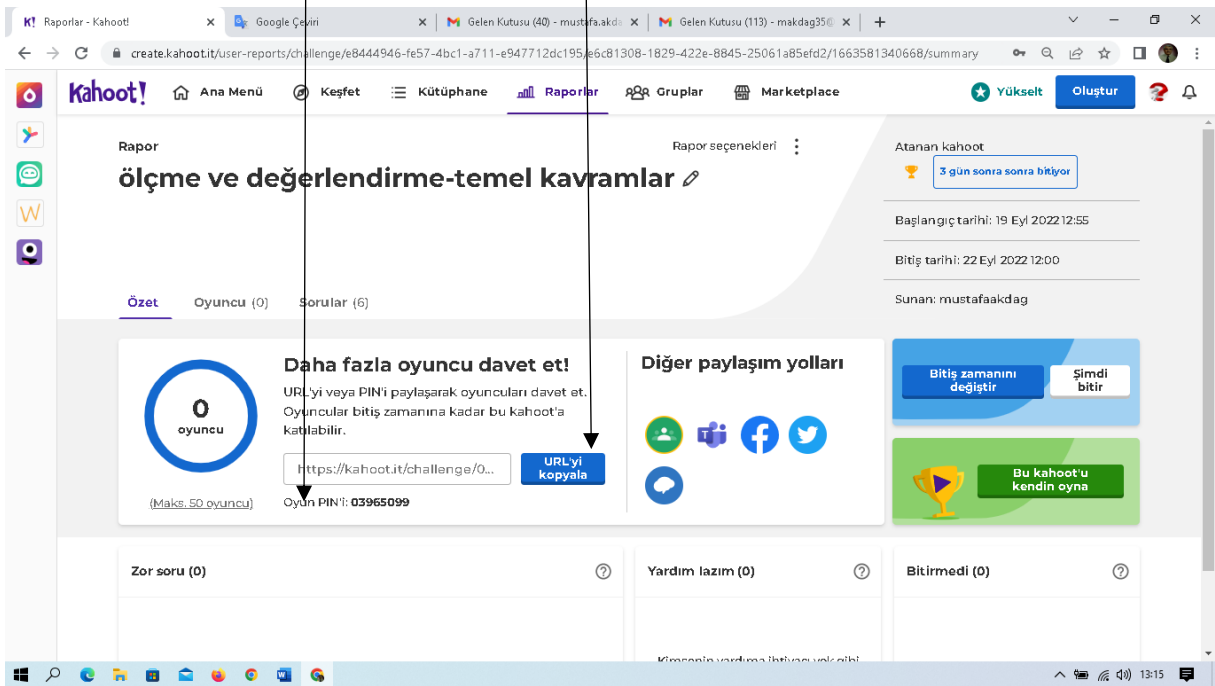 K! Raporlar - Kahoot!
Google Çeviri
Gelen Kutusu (40) - mustafa.akd
Gelen Kutusu (113) - makdag35@
create.kahoot.it/user-reports/challenge/e8444946-fe57-4bc1-a711-e947712dc195/e6c81308-1829-422e-8845-25061a85efd2/1663581340668/summary
Kahoot!
Ana Menü
Keşfet
Kütüphane
Raporlar
Gruplar
Marketplace
Yükselt
Oluştur
Rapor
Rapor seçenekleri
ölçme ve değerlendirme-temel kavramlar
Atanan kahoot
3 gün sonra sonra bitiyor
Başlangıç tarihi: 19 Eyl 2022 12:55
Bitiş tarihi: 22 Eyl 2022 12:00
Sunan: mustafaakdag
Özet
Oyuncu (0)
Sorular (6)
0
oyuncu
(Maks. 50 oyuncu)
Daha fazla oyuncu davet et!
URL'yi veya PIN'i paylaşarak oyuncuları davet et.
Oyuncular bitiş zamanına kadar bu kahoot'a
katılabilir.
https://kahoot.it/challenge/0...
URL'yi
kopyala
Oyun PIN'i: 03965099
Diğer paylaşım yolları
Bitiş zamanını
değiştir
Şimdi
bitir
Bu kahoot'u
kendin oyna
Zor soru (0)
Yardım lazım (0)
Bitirmedi (0)
Kimsenin yardıma ihtiyacı yok gibi
13:15